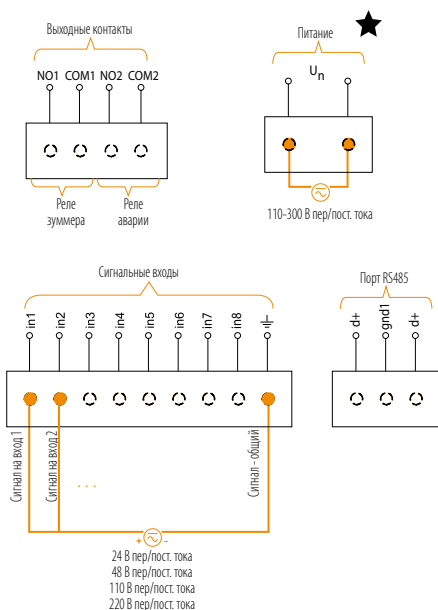 Выходные контакты
NO1 COM1 NO2 COM2
Реле
зуммера
Реле
аварии
Питание
Un
110-300 В пер/пост. тока
Сигнальные входы
in1 in2 in3 in4 in5 in6 in7 in8
Сигнал на вход 1
Сигнал на вход 2
. . .
Сигнал - общий
+ -
24 В пер/пост. тока
48 В пер/пост. тока
110 В пер/пост. тока
220 В пер/пост. тока
Порт RS485
d+ gnd1 d+